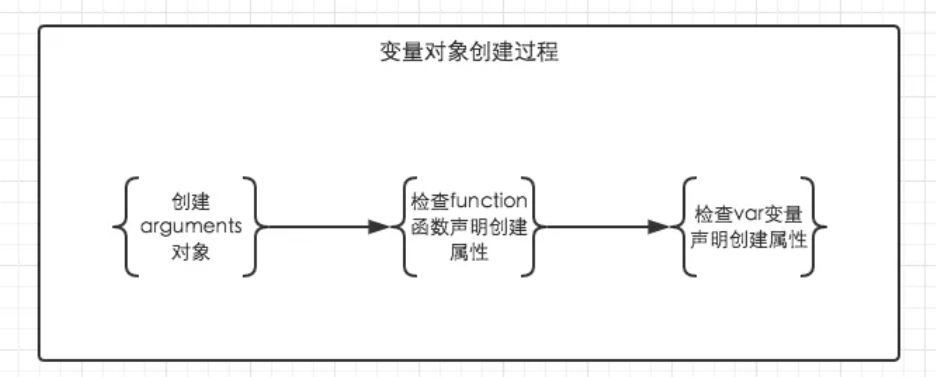 变量对象创建过程
创建
arguments
对象
检查function
函数声明创建
属性
检查var变量
声明创建属性